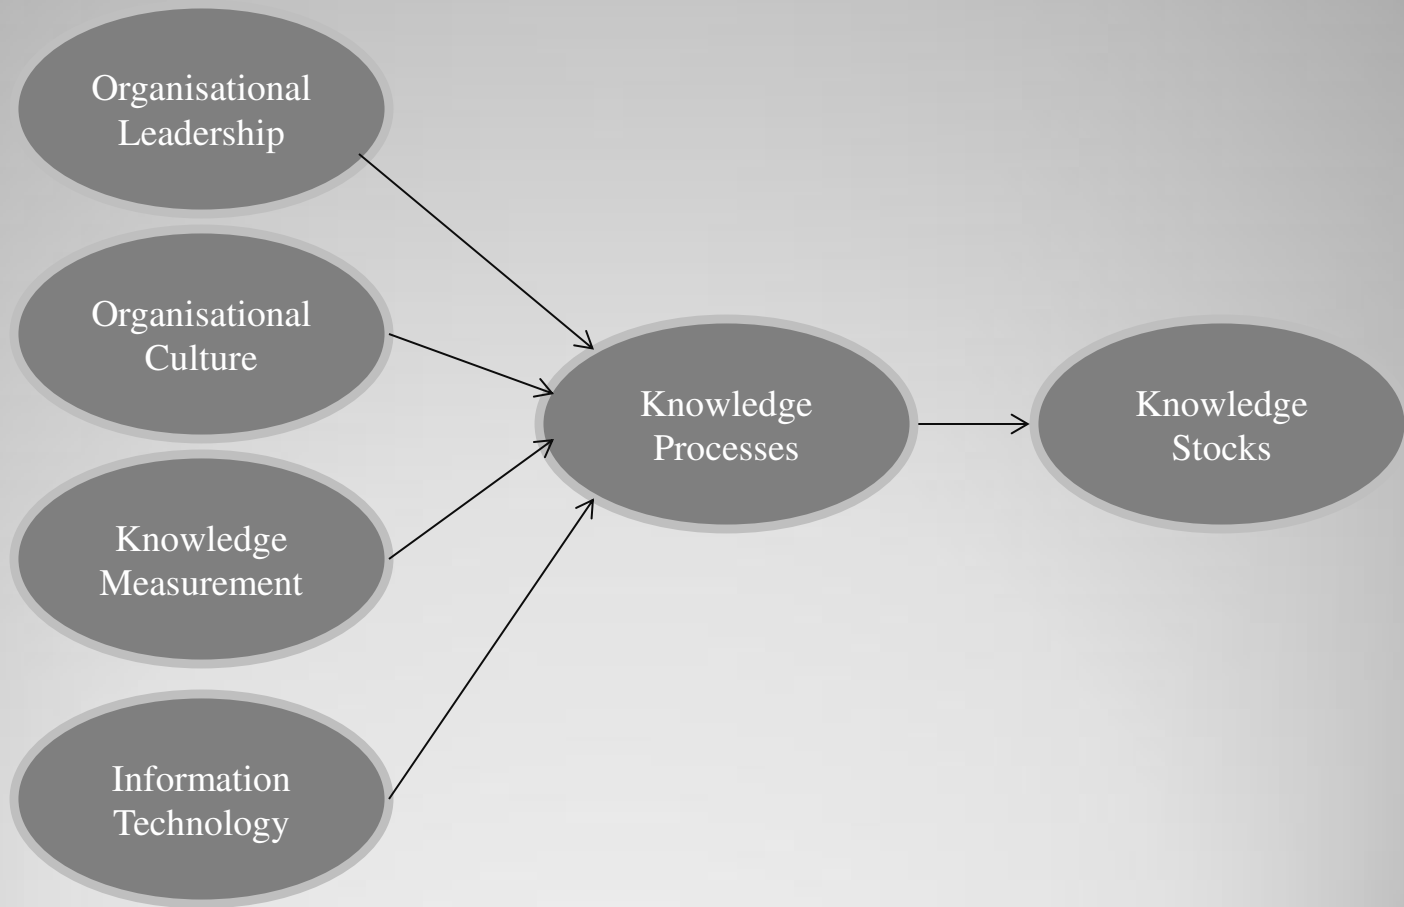 Organisational
Leadership
Organisational
Culture
Knowledge
Measurement
Information
Technology
Knowledge
Processes
Knowledge
Stocks